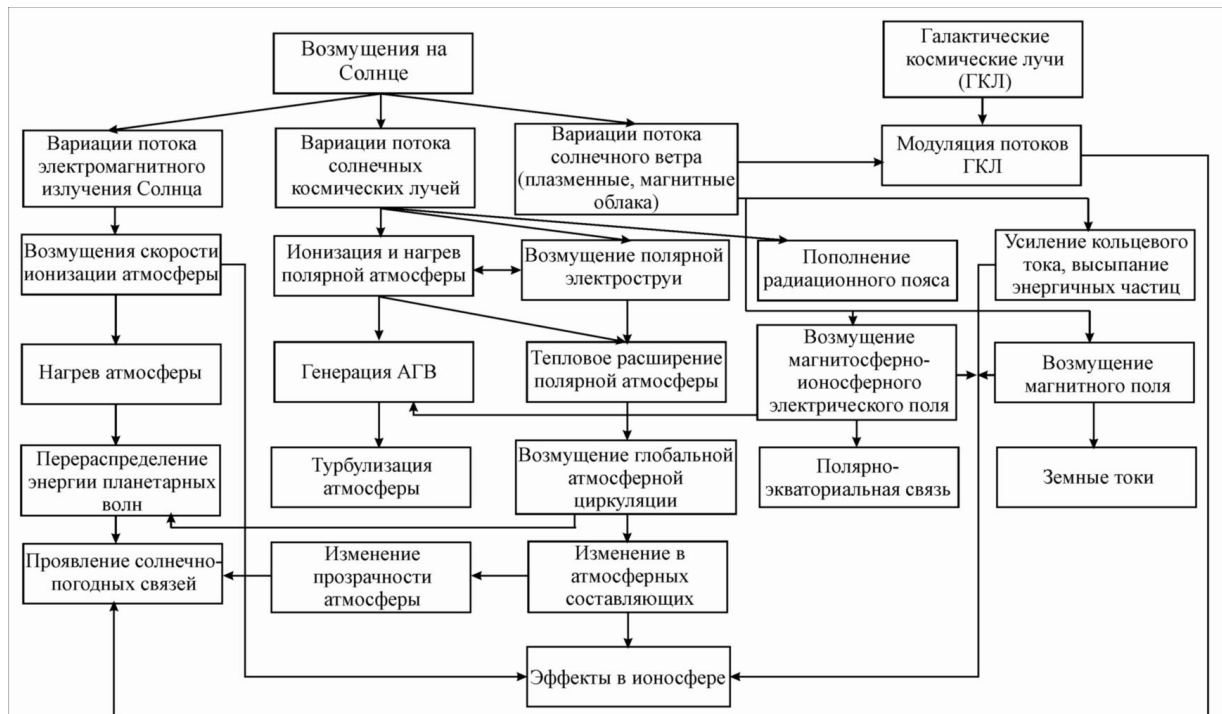 Возмущения на
Солнце
Галактические
космические лучи
(ГКЛ)
Вариации потока
электромагнитного
излучения Солнца
Вариации потока
солнечных
космических лучей
Вариации потока
солнечного ветра
(плазменные, магнитные
облака)
Модуляция потоков
ГКЛ
Возмущения скорости
ионизации атмосферы
Ионизация и нагрев
полярной атмосферы
Возмущение полярной
электроструи
Пополнение
радиационного пояса
Усиление кольцевого
тока, высыпание
энергичных частиц
Нагрев атмосферы
Генерация АГВ
Тепловое расширение
полярной атмосферы
Возмущение
магнитосферно-
ионосферного
электрического поля
Возмущение
магнитного поля
Перераспределение
энергии планетарных
волн
Турбулизация
атмосферы
Возмущение глобальной
атмосферной
циркуляции
Полярно-
экваториальная связь
Земные токи
Проявление солнечно-
погодных связей
Изменение
прозрачности
атмосферы
Изменение в
атмосферных
составляющих
Эффекты в ионосфере